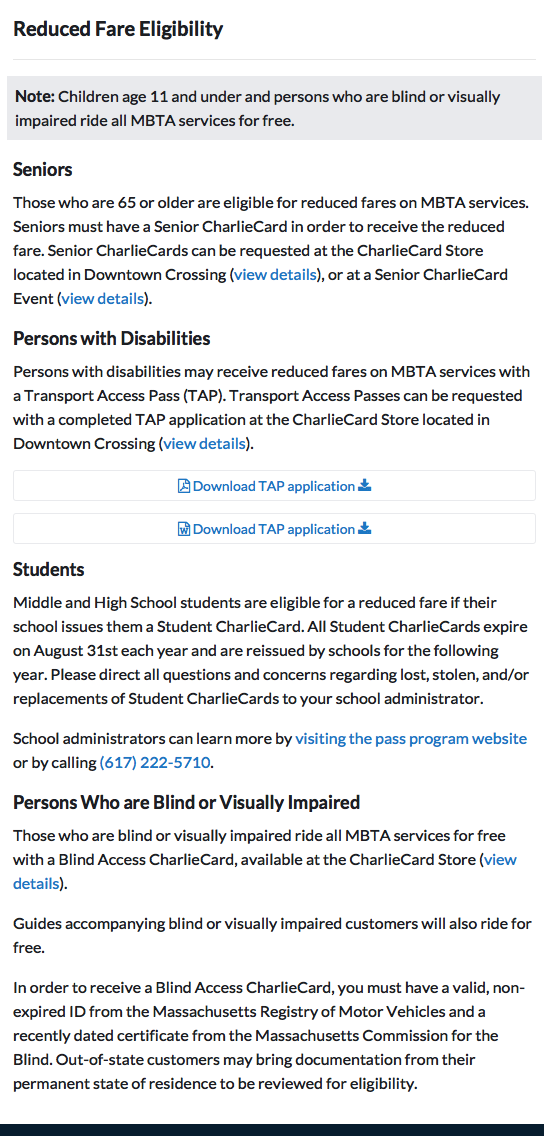 Reduced Fare Eligibility
Note: Children age 11 and under and persons who are blind or visually
impaired ride all MBTA services for free.
Seniors
Those who are 65 or older are eligible for reduced fares on MBTA services.
Seniors must have a Senior CharlieCard in order to receive the reduced
fare. Senior CharlieCards can be requested at the CharlieCard Store
located in Downtown Crossing (view details), or at a Senior CharlieCard
Event (view details).
Persons with Disabilities
Persons with disabilities may receive reduced fares on MBTA services with
a Transport Access Pass (TAP). Transport Access Passes can be requested
with a completed TAP application at the CharlieCard Store located in
Downtown Crossing (view details).
Download TAP application
Download TAP application
Students
Middle and High School students are eligible for a reduced fare if their
school issues them a Student CharlieCard. All Student CharlieCards expire
on August 31st each year and are reissued by schools for the following
year. Please direct all questions and concerns regarding lost, stolen, and/or
replacements of Student CharlieCards to your school administrator.
School administrators can learn more by visiting the pass program website
or by calling (617) 222-5710.
Persons Who are Blind or Visually Impaired
Those who are blind or visually impaired ride all MBTA services for free
with a Blind Access CharlieCard, available at the CharlieCard Store (view
details).
Guides accompanying blind or visually impaired customers will also ride for
free.
In order to receive a Blind Access CharlieCard, you must have a valid, non-
expired ID from the Massachusetts Registry of Motor Vehicles and a
recently dated certificate from the Massachusetts Commission for the
Blind. Out-of-state customers may bring documentation from their
permanent state of residence to be reviewed for eligibility.